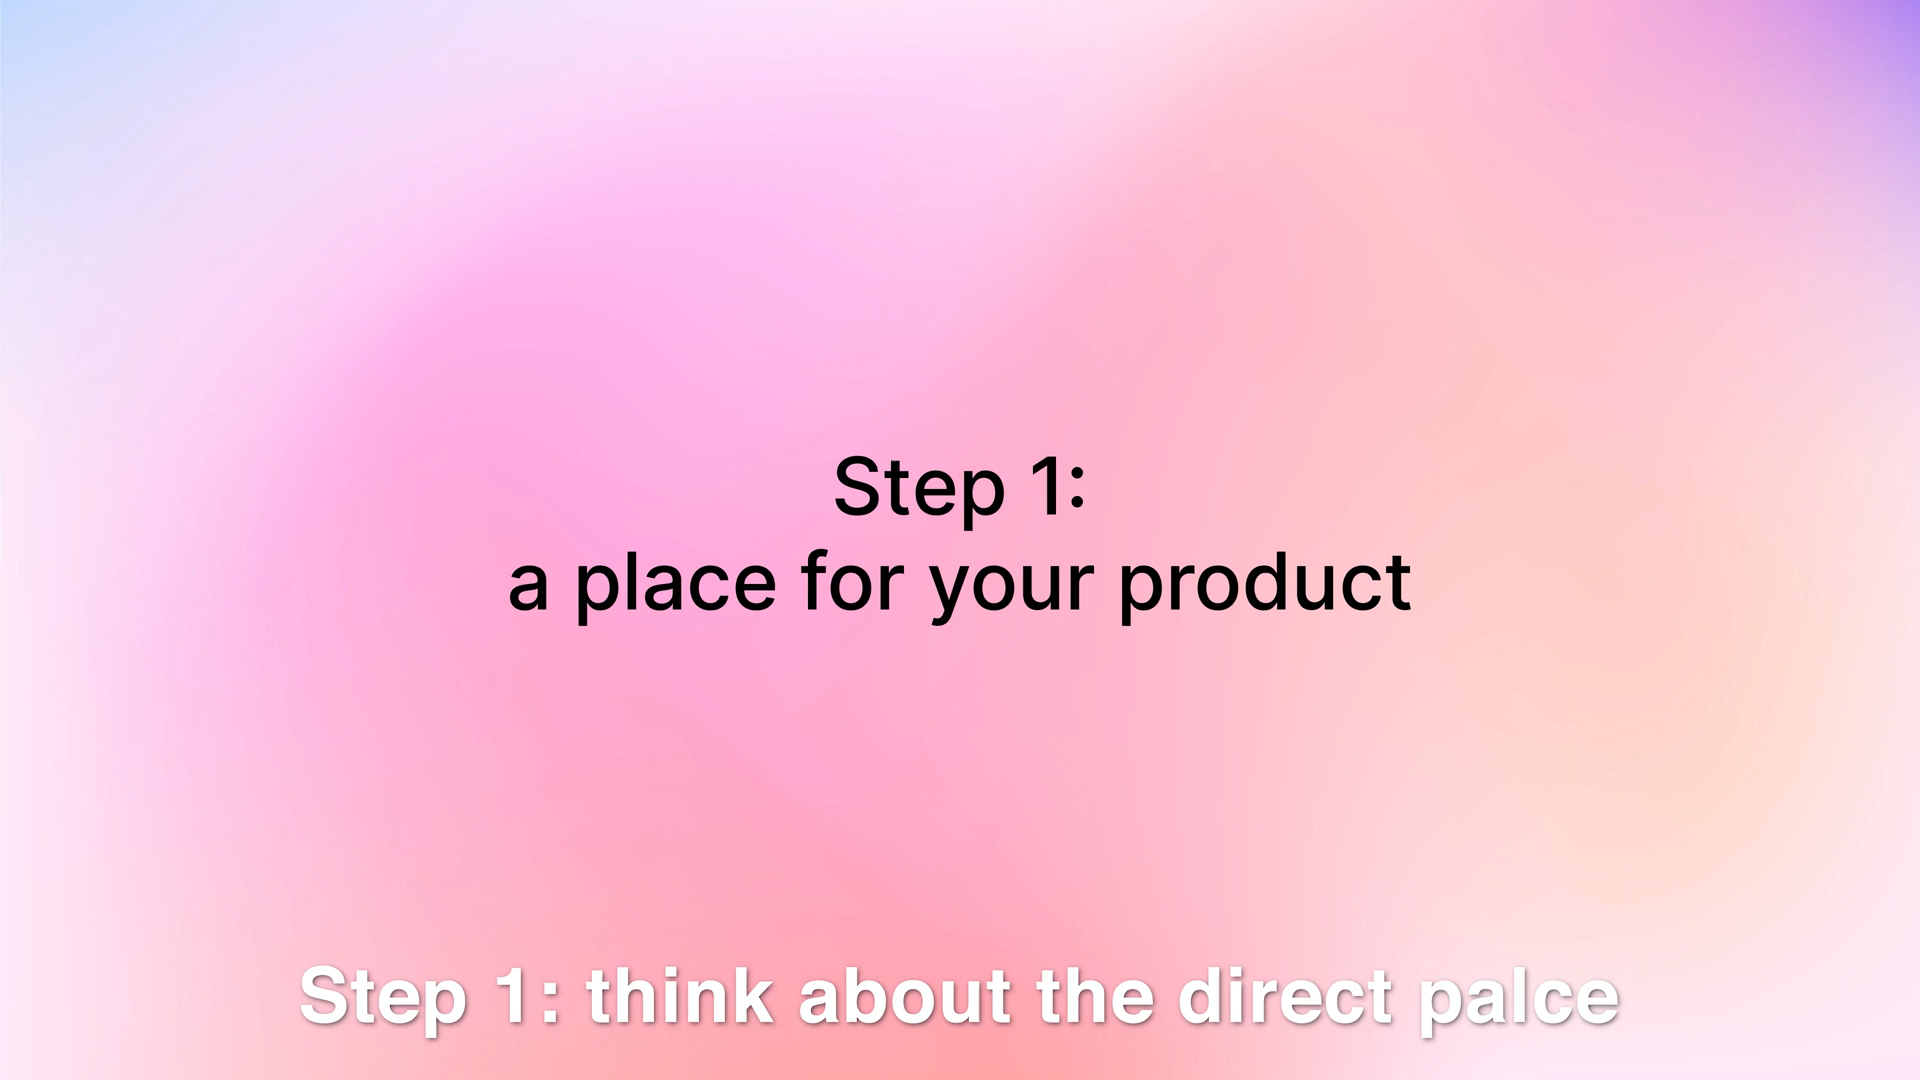 Step 1:
a place for your product
Step 1: think about the direct palce